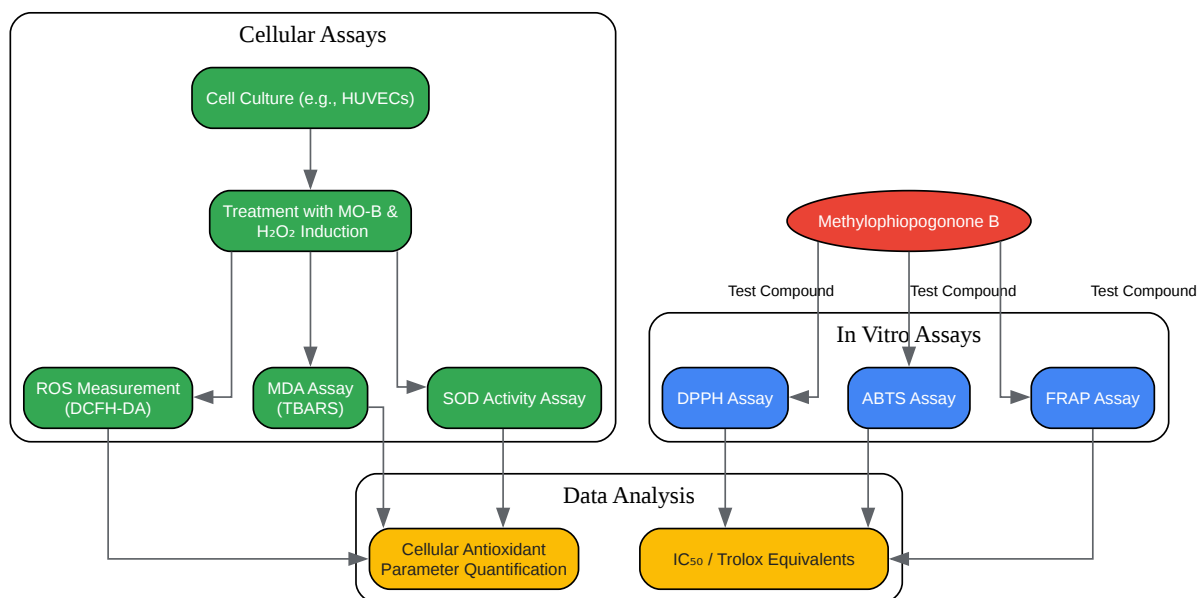 Cellular Assays
Cell Culture (e.g., HUVECs)
Treatment with MO-B &
H₂O₂ Induction
ROS Measurement
(DCFH-DA)
MDA Assay
(TBARS)
SOD Activity Assay
Methylophiopogonone B
Test Compound
Test Compound
Test Compound
In Vitro Assays
DPPH Assay
ABTS Assay
FRAP Assay
Data Analysis
Cellular Antioxidant
Parameter Quantification
IC₅₀ / Trolox Equivalents